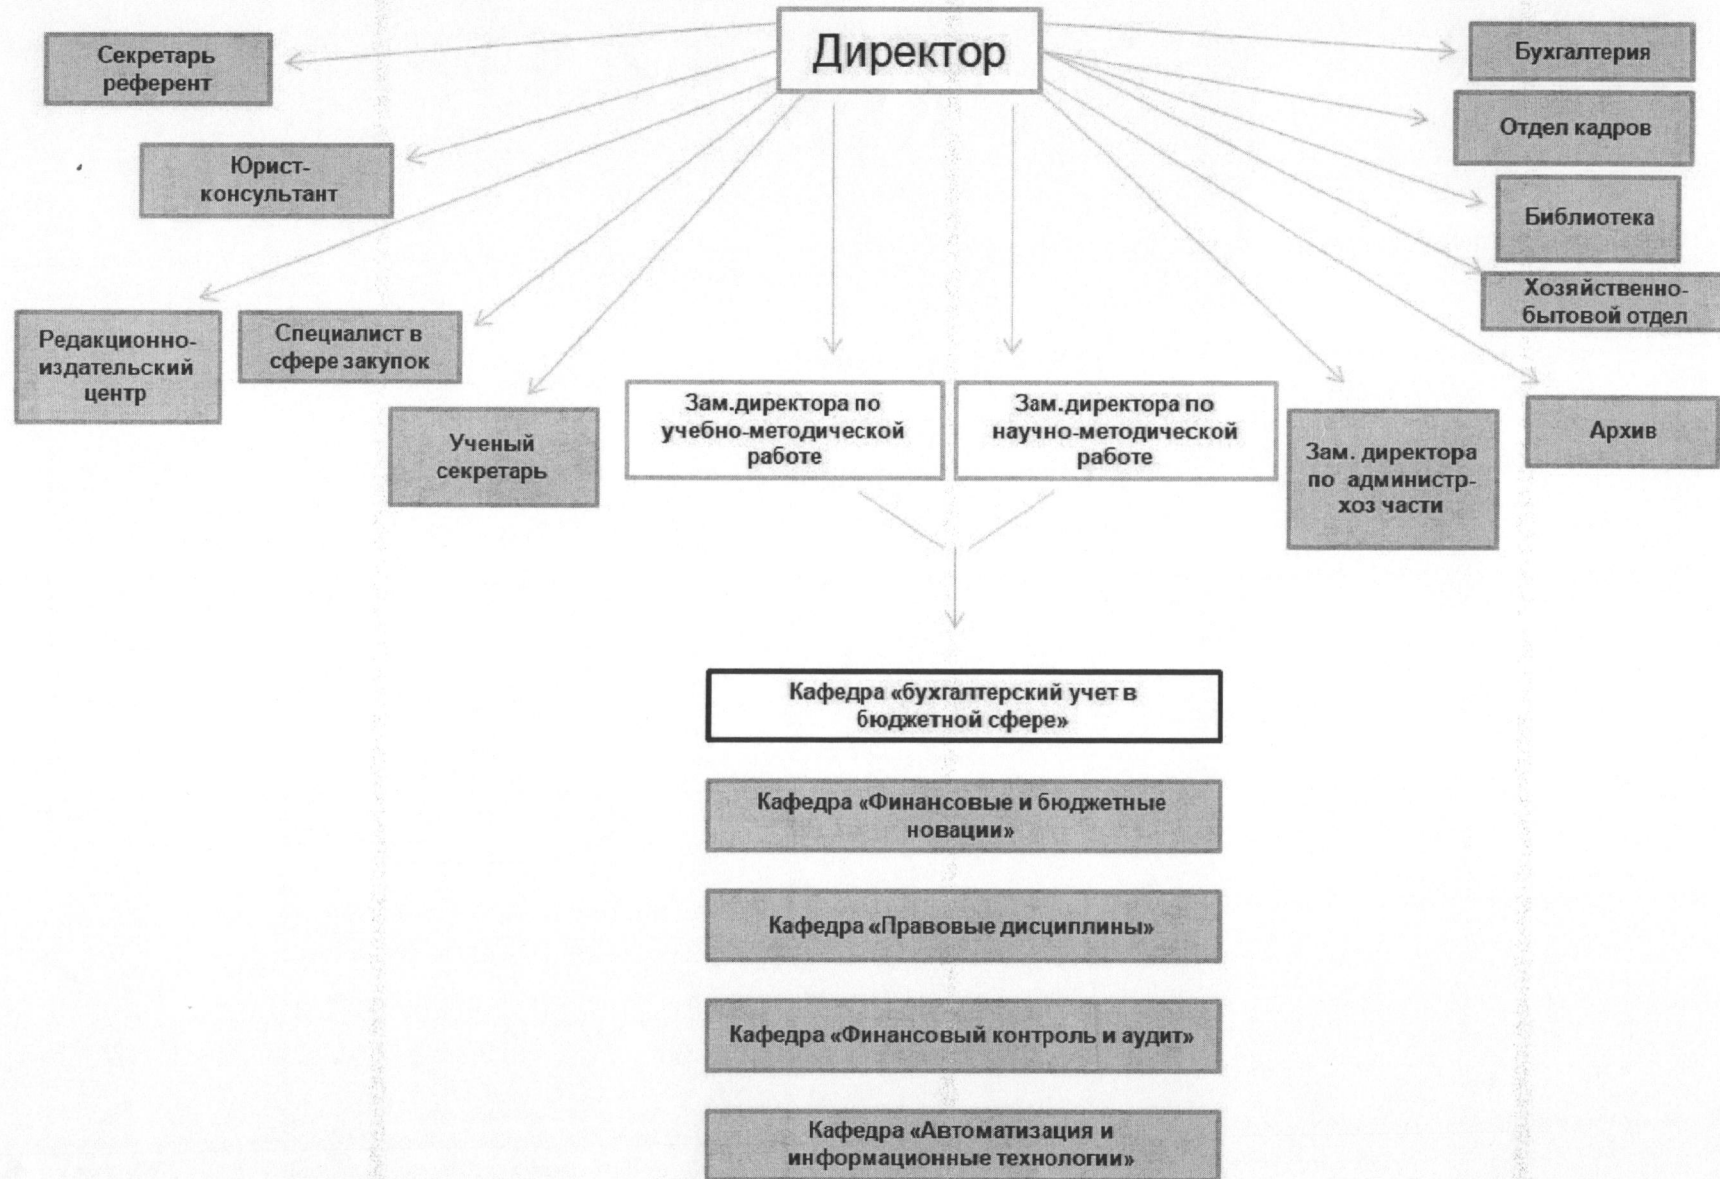 Директор
Секретарь
референт
Бухгалтерия
Отдел кадров
Юрист-
консультант
Библиотека
Хозяйственно-
бытовой отдел
Редакционно-
издательский
центр
Специалист в
сфере закупок
Ученый
секретарь
Зам.директора по
учебно-методической
работе
Зам.директора по
научно-методической
работе
Зам. директора
по администр-
хоз части
Архив
Кафедра «бухгалтерский учет в
бюджетной сфере»
Кафедра «Финансовые и бюджетные
новации»
Кафедра «Правовые дисциплины»
Кафедра «Финансовый контроль и аудит»
Кафедра «Автоматизация и
информационные технологии»